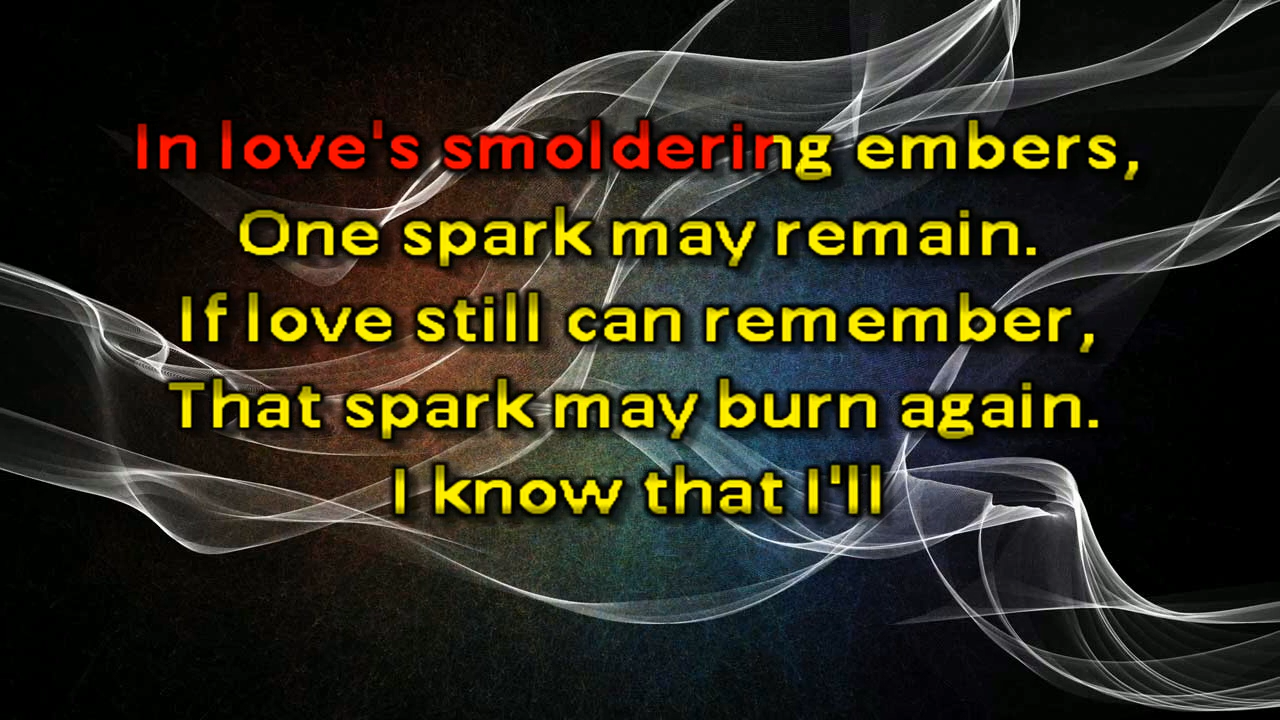 In love's smoldering embers,
One spark may remain.
If love still can remember,
That spark may burn again.
I know that I'll